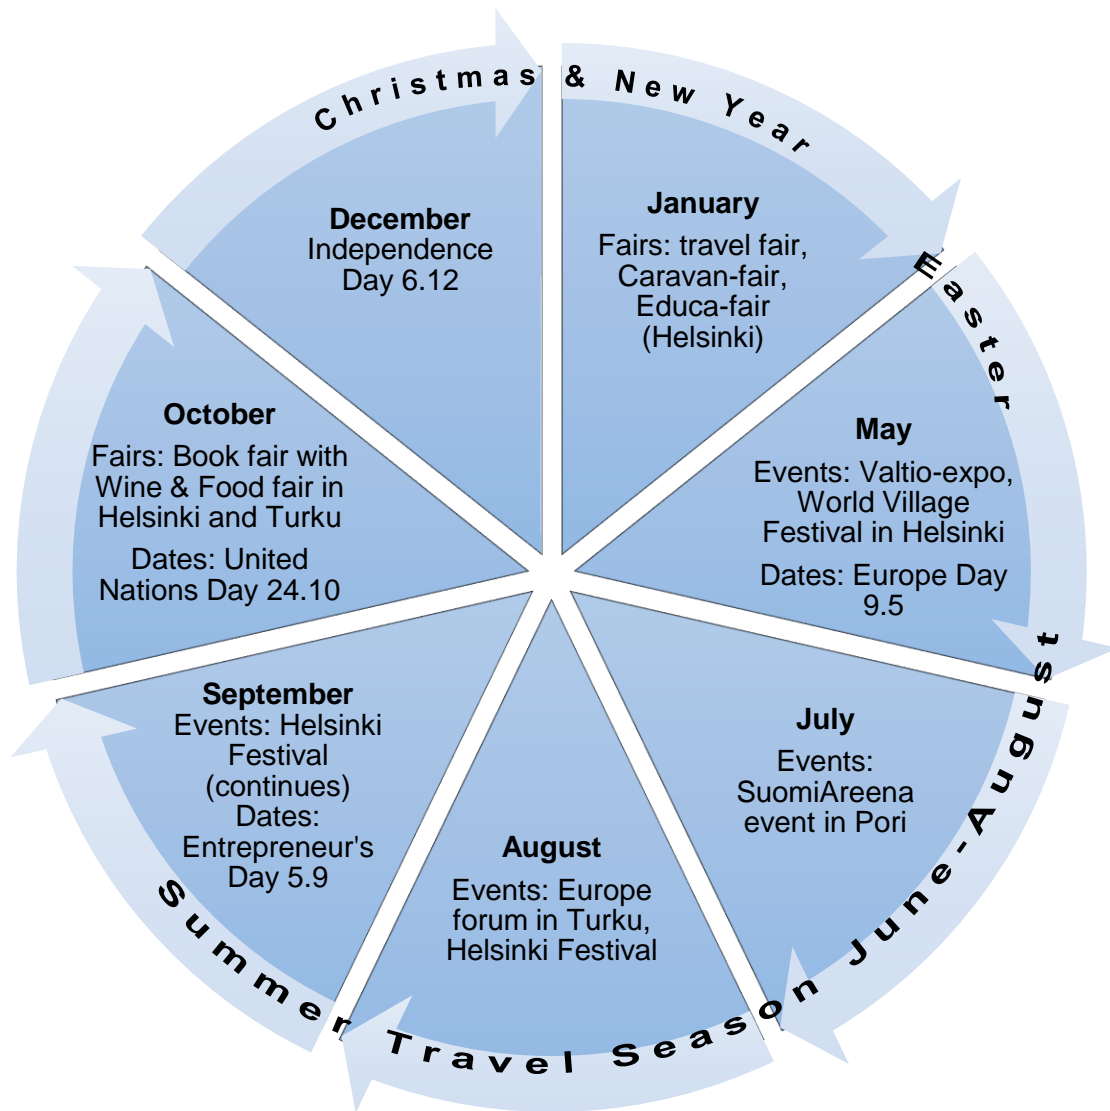 Christmas & New Year
January
Fairs: travel fair,
Caravan-fair,
Educa-fair
(Helsinki)
Easter
May
Events: Valtio-expo,
World Village
Festival in Helsinki
Dates: Europe Day
9.5
July
Events:
SuomiAreena
event in Pori
August
Events: Europe
forum in Turku,
Helsinki Festival
Summer Travel Season June-August
September
Events: Helsinki
Festival
(continues)
Dates:
Entrepreneur's
Day 5.9
October
Fairs: Book fair with
Wine & Food fair in
Helsinki and Turku
Dates: United
Nations Day 24.10
December
Independence
Day 6.12